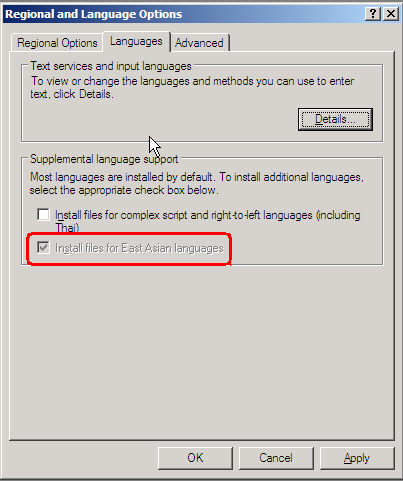 Regional and Language Options
Regional Options
Languages
Advanced
Text services and input languages
To view or change the languages and methods you can use to enter
text, click Details.
Details...
Supplemental language support
Most languages are installed by default. To install additional languages,
select the appropriate check box below.
Install files for complex script and right-to-left languages (including
Thai)
Install files for East Asian languages
OK
Cancel
Apply